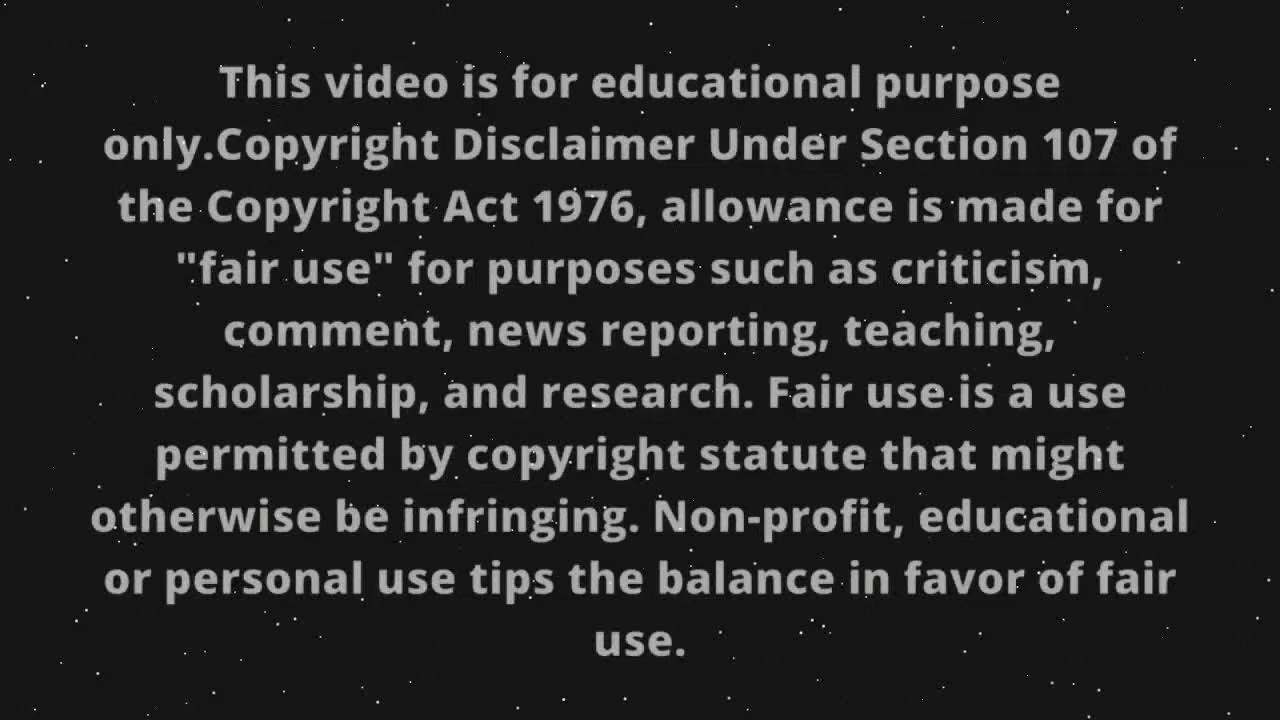 This video is for educational purpose
only.Copyright Disclaimer Under Section 107 of
the Copyright Act 1976, allowance is made for
"fair use" for purposes such as criticism,
comment, news reporting, teaching,
scholarship, and research. Fair use is a use
permitted by copyright statute that might
otherwise be infringing. Non-profit, educational
or personal use tips the balance in favor of fair
use.